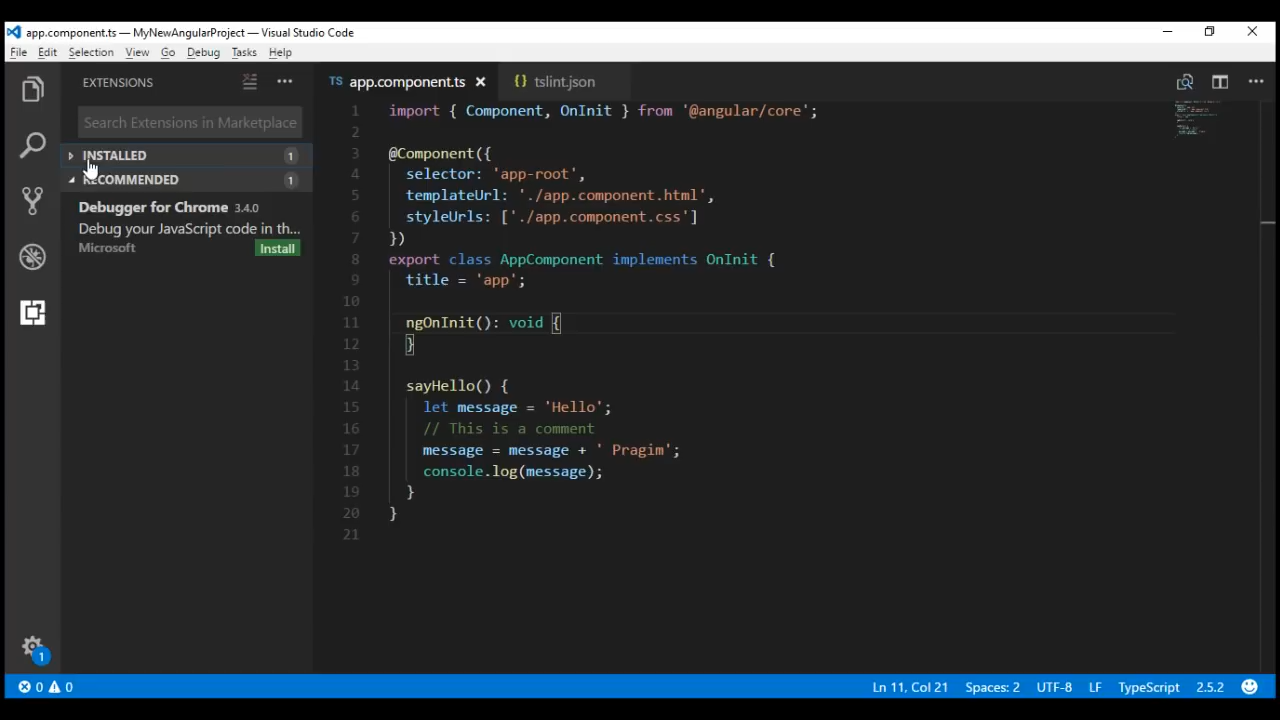 app.component.ts — MyNewAngularProject — Visual Studio Code
File Edit Selection View Go Debug Tasks Help
EXTENSIONS
Search Extensions in Marketplace
INSTALLED 1
RECOMMENDED 1
Debugger for Chrome 3.4.0
Debug your JavaScript code in th...
Microsoft Install
1
TS app.component.ts {} tslint.json
1 import { Component, OnInit } from '@angular/core';
2
3 @Component({
4 selector: 'app-root',
5 templateUrl: './app.component.html',
6 styleUrls: ['./app.component.css']
7 })
8 export class AppComponent implements OnInit {
9 title = 'app';
10
11 ngOnInit(): void {
12 }
13
14 sayHello() {
15 let message = 'Hello';
16 // This is a comment
17 message = message + ' Pragim';
18 console.log(message);
19 }
20 }
21
0 0 Ln 11, Col 21 Spaces: 2 UTF-8 LF TypeScript 2.5.2